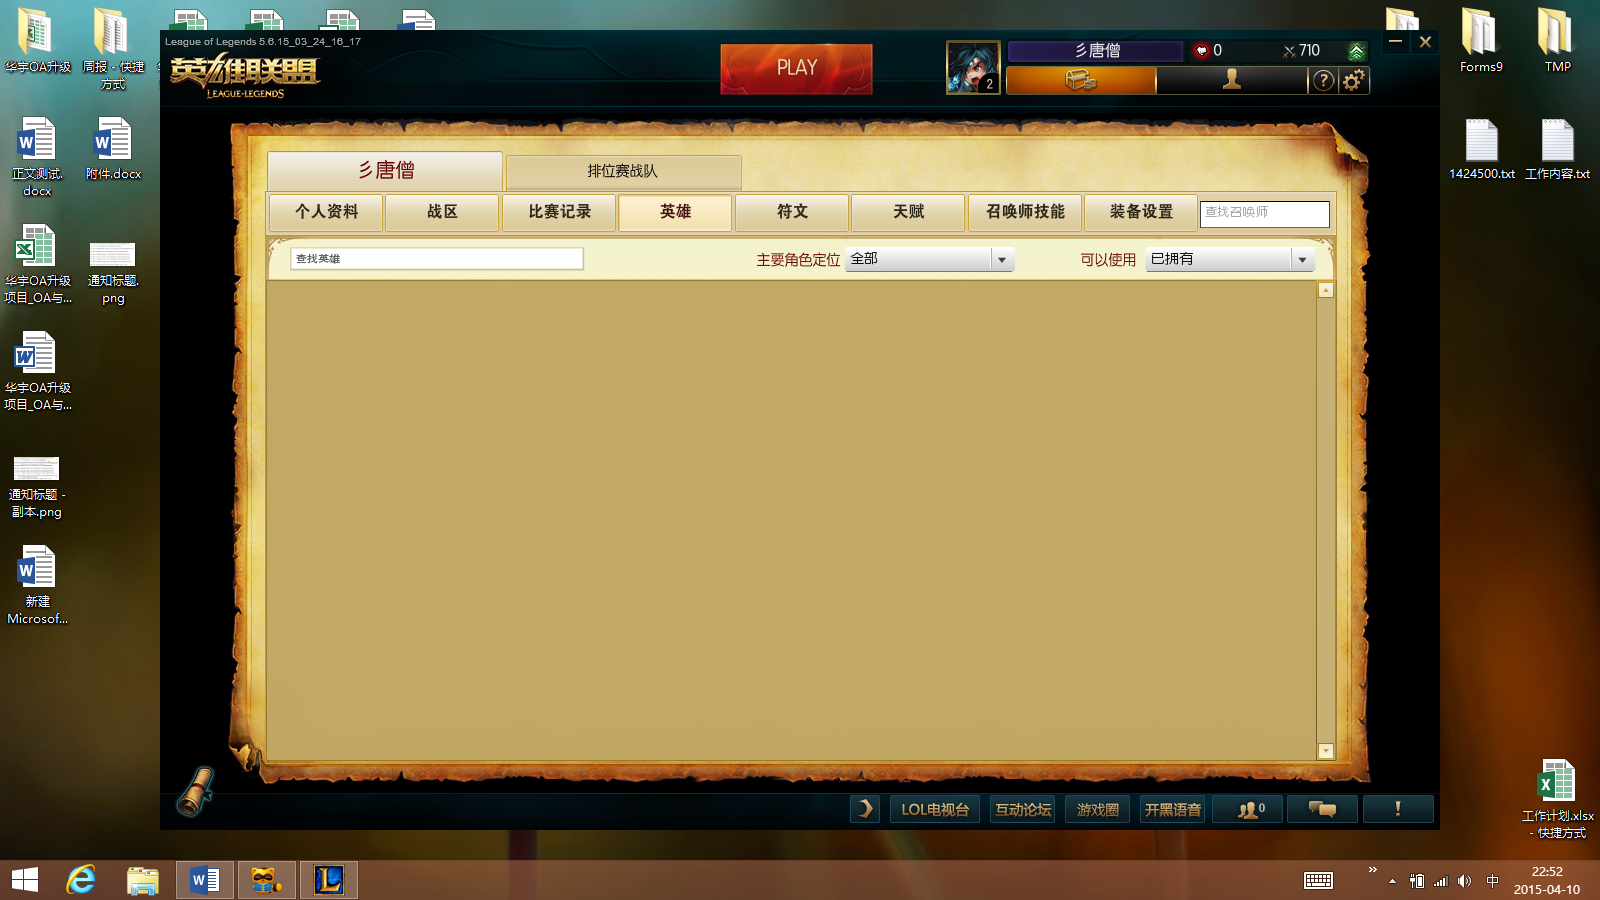 华宇OA升级
周报 - 快捷
方式
正文测试.
docx
附件.docx
华宇OA升级
项目_OA与...
通知标题.
png
华宇OA升级
项目_OA与...
通知标题 -
副本.png
新建
Microsof...
League of Legends 5.6.15_03_24_16_17
英雄联盟
LEAGUE of LEGENDS
PLAY
2
彡唐僧
0
710
?
彡唐僧
排位赛战队
个人资料
战区
比赛记录
英雄
符文
天赋
召唤师技能
装备设置
查找召唤师
查找英雄
主要角色定位
全部
可以使用
已拥有
LOL电视台
互动论坛
游戏圈
开黑语音
0
!
Forms9
TMP
1424500.txt
工作内容.txt
工作计划.xlsx
- 快捷方式
中
22:52
2015-04-10